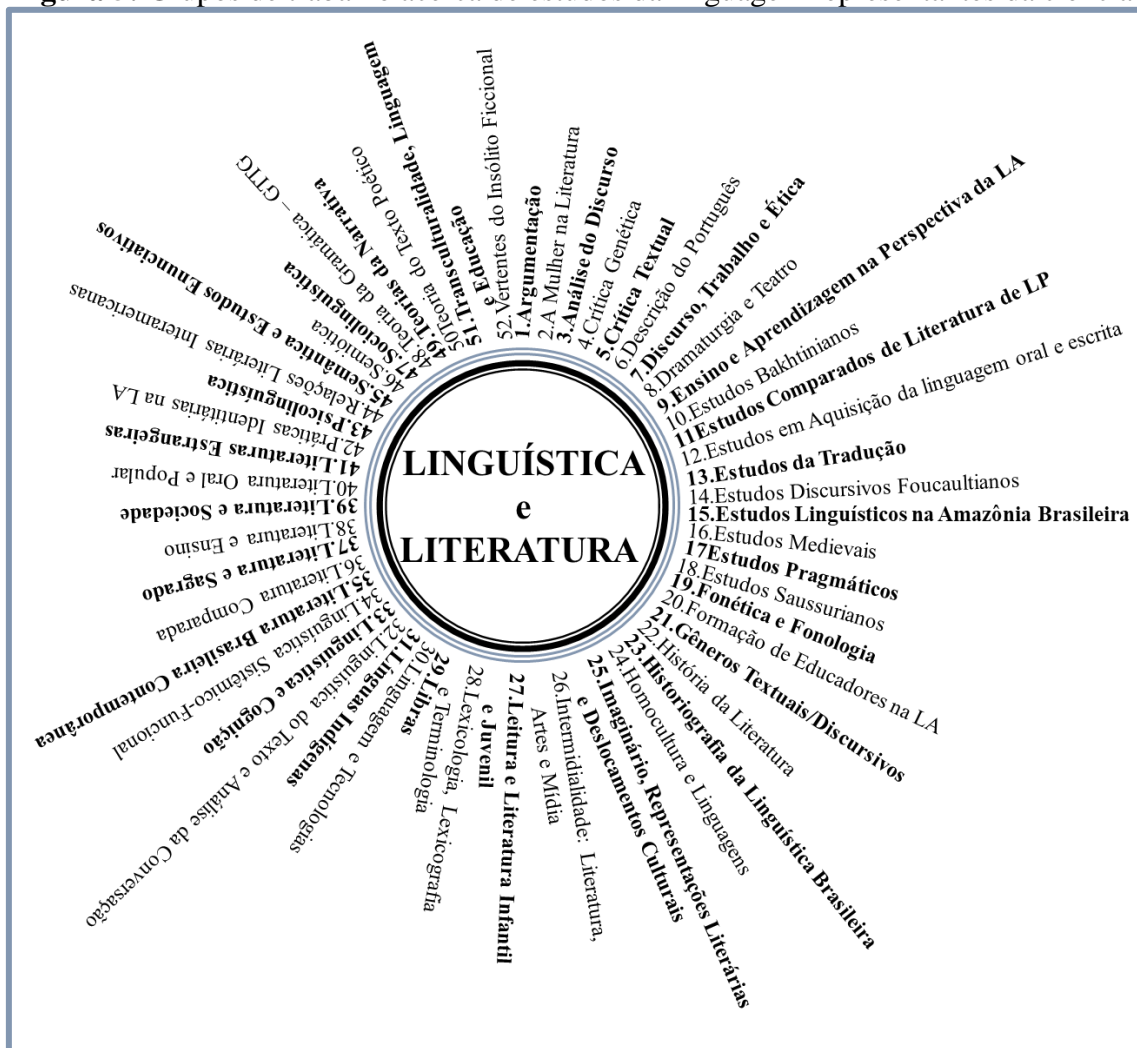 LINGUÍSTICA
e
LITERATURA
1.Argumentação
2.A Mulher na Literatura
3.Análise do Discurso
4.Crítica Genética
5.Crítica Textual
6.Descrição do Português
7.Discurso, Trabalho e Ética
8.Dramaturgia e Teatro
9.Ensino e Aprendizagem na Perspectiva da LA
10.Estudos Bakhtinianos
11Estudos Comparados de Literatura de LP
12.Estudos em Aquisição da linguagem oral e escrita
13.Estudos da Tradução
14.Estudos Discursivos Foucaultianos
15.Estudos Linguísticos na Amazônia Brasileira
16.Estudos Medievais
17Estudos Pragmáticos
18.Estudos Saussurianos
19.Fonética e Fonologia
20.Formação de Educadores na LA
21.Gêneros Textuais/Discursivos
22.História da Literatura
23.Historiografia da Linguística Brasileira
24.Homocultura e Linguagens
25.Imaginário, Representações Literárias
e Deslocamentos Culturais
26.Intermidialidade: Literatura,
Artes e Mídia
27.Leitura e Literatura Infantil
e Juvenil
28.Lexicologia, Lexicografia
e Terminologia
29.Libras
30.Linguagem e Tecnologias
31.Línguas Indígenas
32.Linguística do Texto e Análise da Conversação
33.Linguística e Cognição
34.Linguística Sistêmico-Funcional
35.Literatura Brasileira Contemporânea
36.Literatura Comparada
37.Literatura e Sagrado
38.Literatura e Ensino
39.Literatura e Sociedade
40.Literatura Oral e Popular
41.Literaturas Estrangeiras
42.Práticas Identitárias na LA
43.Psicolinguística
44.Relações Literárias Interamericanas
45.Semântica e Estudos Enunciativos
46.Semiótica
47.Sociolinguística
48.Teoria da Gramática – GTTG
49.Teorias da Narrativa
50Teoria do Texto Poético
51.Transculturalidade, Linguagem
e Educação
52.Vertentes do Insólito Ficcional